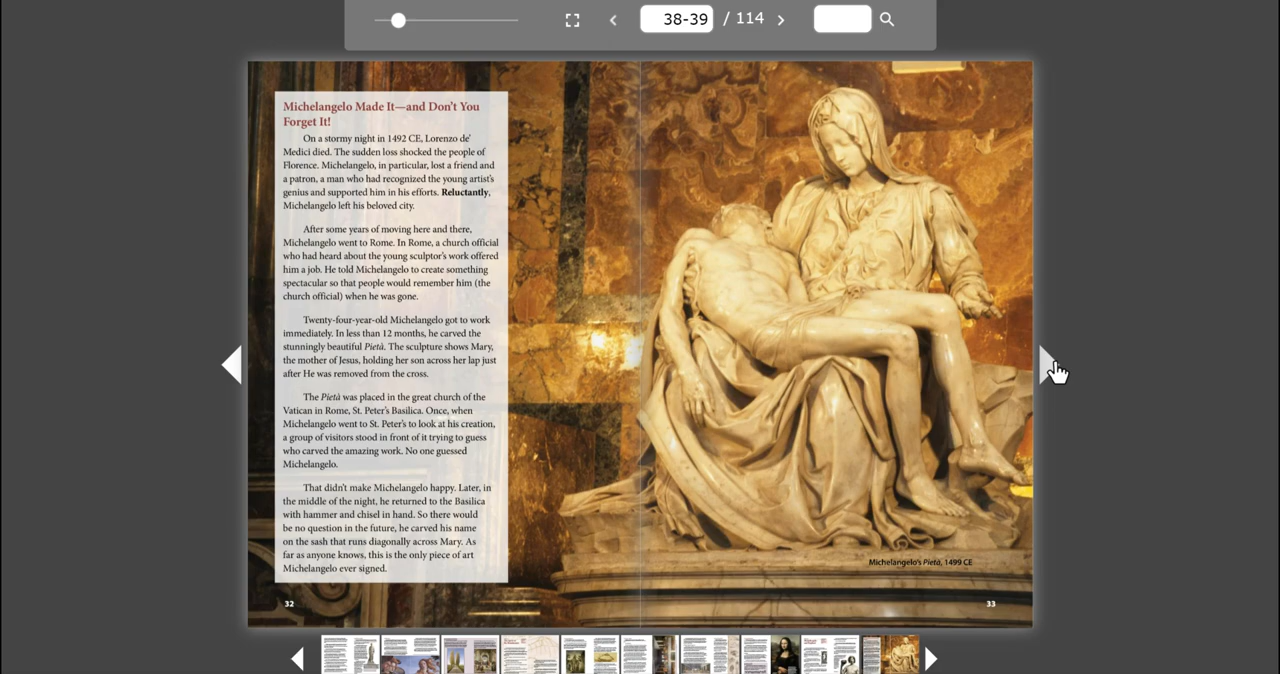 38-39 / 114
Michelangelo Made It—and Don't You
Forget It!
On a stormy night in 1492 CE, Lorenzo de'
Medici died. The sudden loss shocked the people of
Florence. Michelangelo, in particular, lost a friend and
a patron, a man who had recognized the young artist's
genius and supported him in his efforts. Reluctantly,
Michelangelo left his beloved city.
After some years of moving here and there,
Michelangelo went to Rome. In Rome, a church official
who had heard about the young sculptor's work offered
him a job. He told Michelangelo to create something
spectacular so that people would remember him (the
church official) when he was gone.
Twenty-four-year-old Michelangelo got to work
immediately. In less than 12 months, he carved the
stunningly beautiful Pietà. The sculpture shows Mary,
the mother of Jesus, holding her son across her lap just
after He was removed from the cross.
The Pietà was placed in the great church of the
Vatican in Rome, St. Peter's Basilica. Once, when
Michelangelo went to St. Peter's to look at his creation,
a group of visitors stood in front of it trying to guess
who carved the amazing work. No one guessed
Michelangelo.
That didn't make Michelangelo happy. Later, in
the middle of the night, he returned to the Basilica
with hammer and chisel in hand. So there would
be no question in the future, he carved his name
on the sash that runs diagonally across Mary. As
far as anyone knows, this is the only piece of art
Michelangelo ever signed.
Michelangelo's Pietà, 1499 CE
32
33